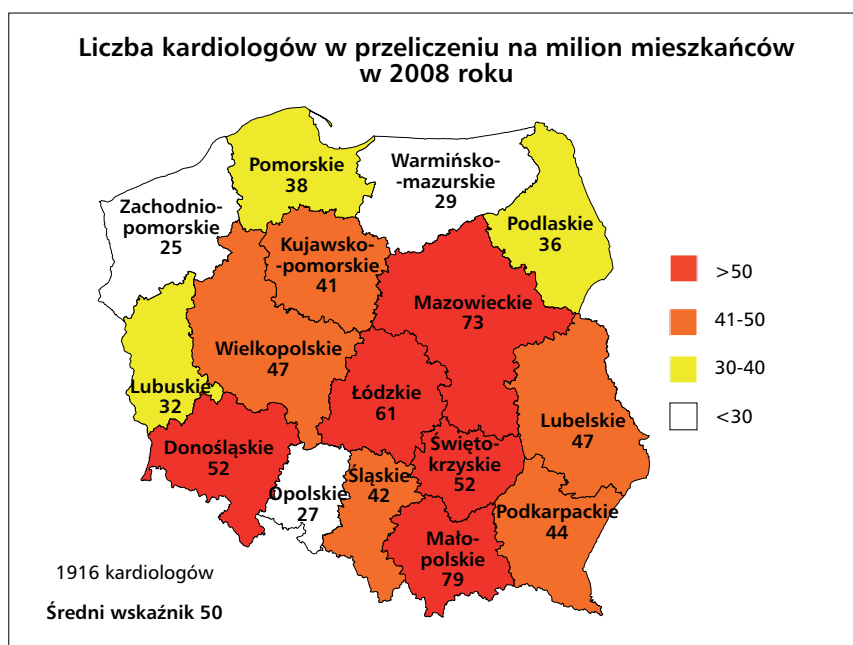 Liczba kardiologów w przeliczeniu na milion mieszkańców
w 2008 roku
Pomorskie
38
Warmińsko-
-mazurskie
29
Zachodnio-
pomorskie
25
Podlaskie
36
Kujawsko-
-pomorskie
41
Mazowieckie
73
Wielkopolskie
47
Lubuskie
32
Łódzkie
61
Lubelskie
47
Donośląskie
52
Święto-
krzyskie
52
Opolskie
27
Śląskie
42
Podkarpackie
44
Mało-
polskie
79
>50
41-50
30-40
<30
1916 kardiologów
Średni wskaźnik 50